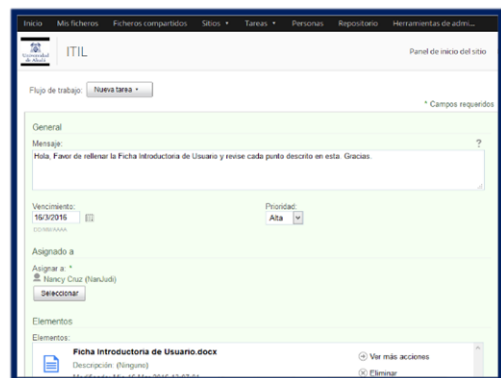 Inicio Mis ficheros Ficheros compartidos Sitios Tareas Personas Repositorio Herramientas de admi...
Universidad de Alcalá
ITIL
Panel de inicio del sitio
Flujo de trabajo: Nueva tarea
* Campos requeridos
General
Mensaje: ?
Hola, Favor de rellenar la Ficha Introductoria de Usuario y revise cada punto descrito en esta. Gracias.
Vencimiento: Prioridad:
16/3/2016 Alta
DD/MM/AAAA
Asignado a
Asignar a: *
Nancy Cruz (NanJudi)
Seleccionar
Elementos
Elementos:
Ficha Introductoria de Usuario.docx
Ver más acciones
Descripción: (Ninguno)
Eliminar